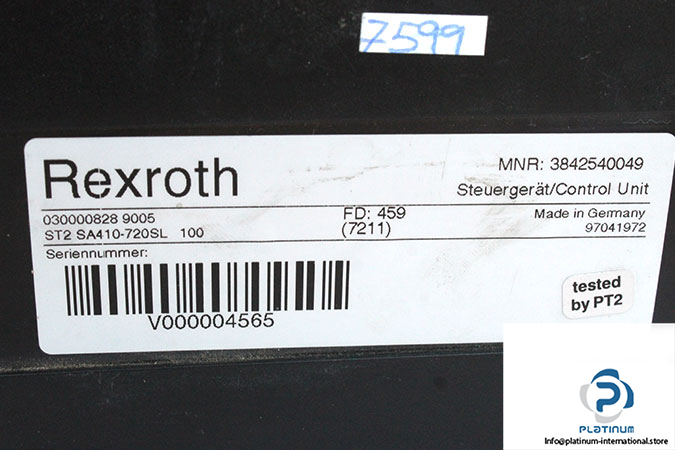 7599
Rexroth
MNR: 3842540049
Steuergerät/Control Unit
030000828 9005
FD: 459
Made in Germany
ST2 SA410-720SL 100
(7211)
97041972
Seriennummer:
V000004565
tested
by PT2
PLATINUM
Info@platinum-international.store